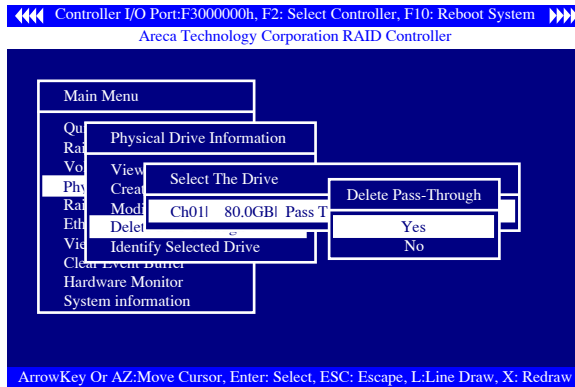 Controller I/O Port:F3000000h, F2: Select Controller, F10: Reboot System
Areca Technology Corporation RAID Controller
Main Menu
Physical Drive Information
View
Select The Drive
Delete Pass-Through
Ch01| 80.0GB| Pass T
Yes
No
Identify Selected Drive
Hardware Monitor
System information
ArrowKey Or AZ:Move Cursor, Enter: Select, ESC: Escape, L:Line Draw, X: Redraw